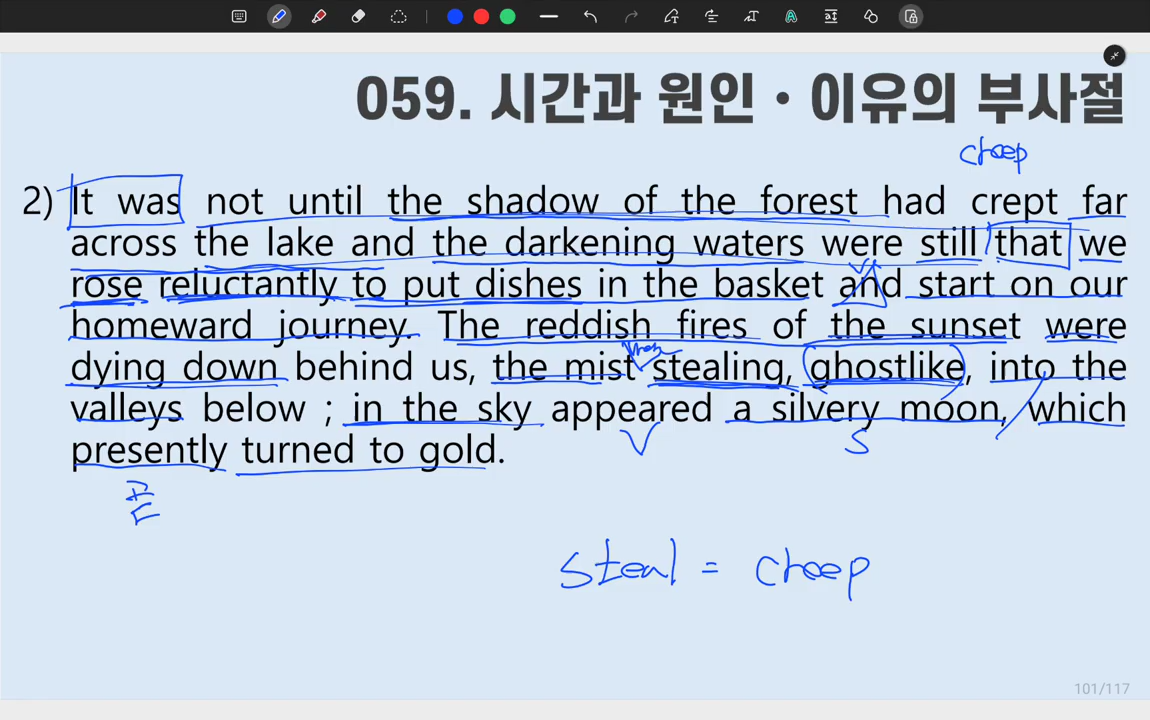 059. 시간과 원인・이유의 부사절
creep
2) It was not until the shadow of the forest had crept far
across the lake and the darkening waters were still that we
rose reluctantly to put dishes in the basket and start on our
homeward journey. The reddish fires of the sunset were
dying down behind us, the mist stealing, ghostlike, into the
valleys below ; in the sky appeared a silvery moon, which
presently turned to gold.
V
S
steal = creep
101/117